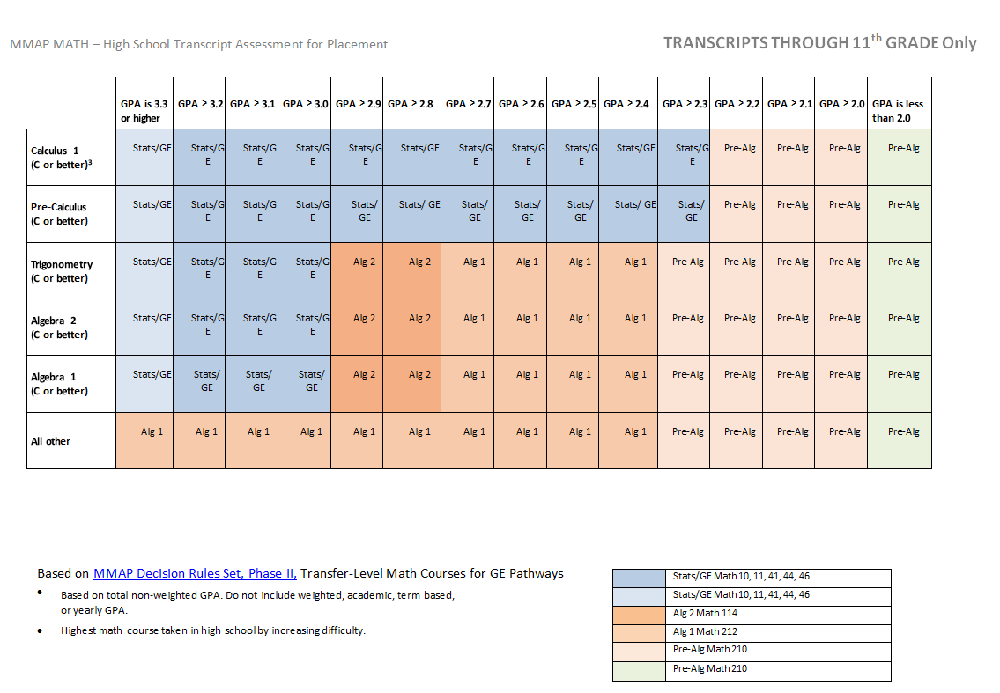 MMAP MATH – High School Transcript Assessment for Placement
TRANSCRIPTS THROUGH 11th GRADE Only
GPA is 3.3 or higher GPA ≥ 3.2 GPA ≥ 3.1 GPA ≥ 3.0 GPA ≥ 2.9 GPA ≥ 2.8 GPA ≥ 2.7 GPA ≥ 2.6 GPA ≥ 2.5 GPA ≥ 2.4 GPA ≥ 2.3 GPA ≥ 2.2 GPA ≥ 2.1 GPA ≥ 2.0 GPA is less than 2.0
Calculus 1 (C or better)3 Stats/GE Stats/GE Stats/GE Stats/GE Stats/GE Stats/GE Stats/GE Stats/GE Stats/GE Stats/GE Stats/GE Pre-Alg Pre-Alg Pre-Alg Pre-Alg
Pre-Calculus (C or better) Stats/GE Stats/GE Stats/GE Stats/GE Stats/ GE Stats/ GE Stats/ GE Stats/ GE Stats/ GE Stats/ GE Stats/ GE Pre-Alg Pre-Alg Pre-Alg Pre-Alg
Trigonometry (C or better) Stats/GE Stats/GE Stats/GE Stats/GE Alg 2 Alg 2 Alg 1 Alg 1 Alg 1 Alg 1 Pre-Alg Pre-Alg Pre-Alg Pre-Alg Pre-Alg
Algebra 2 (C or better) Stats/GE Stats/GE Stats/GE Stats/GE Alg 2 Alg 2 Alg 1 Alg 1 Alg 1 Alg 1 Pre-Alg Pre-Alg Pre-Alg Pre-Alg Pre-Alg
Algebra 1 (C or better) Stats/GE Stats/ GE Stats/ GE Stats/ GE Alg 2 Alg 2 Alg 1 Alg 1 Alg 1 Alg 1 Pre-Alg Pre-Alg Pre-Alg Pre-Alg Pre-Alg
All other Alg 1 Alg 1 Alg 1 Alg 1 Alg 1 Alg 1 Alg 1 Alg 1 Alg 1 Alg 1 Pre-Alg Pre-Alg Pre-Alg Pre-Alg Pre-Alg
Based on MMAP Decision Rules Set, Phase II, Transfer-Level Math Courses for GE Pathways
• Based on total non-weighted GPA. Do not include weighted, academic, term based,
or yearly GPA.
• Highest math course taken in high school by increasing difficulty.
Stats/GE Math 10, 11, 41, 44, 46
Stats/GE Math 10, 11, 41, 44, 46
Alg 2 Math 114
Alg 1 Math 212
Pre-Alg Math 210
Pre-Alg Math 210